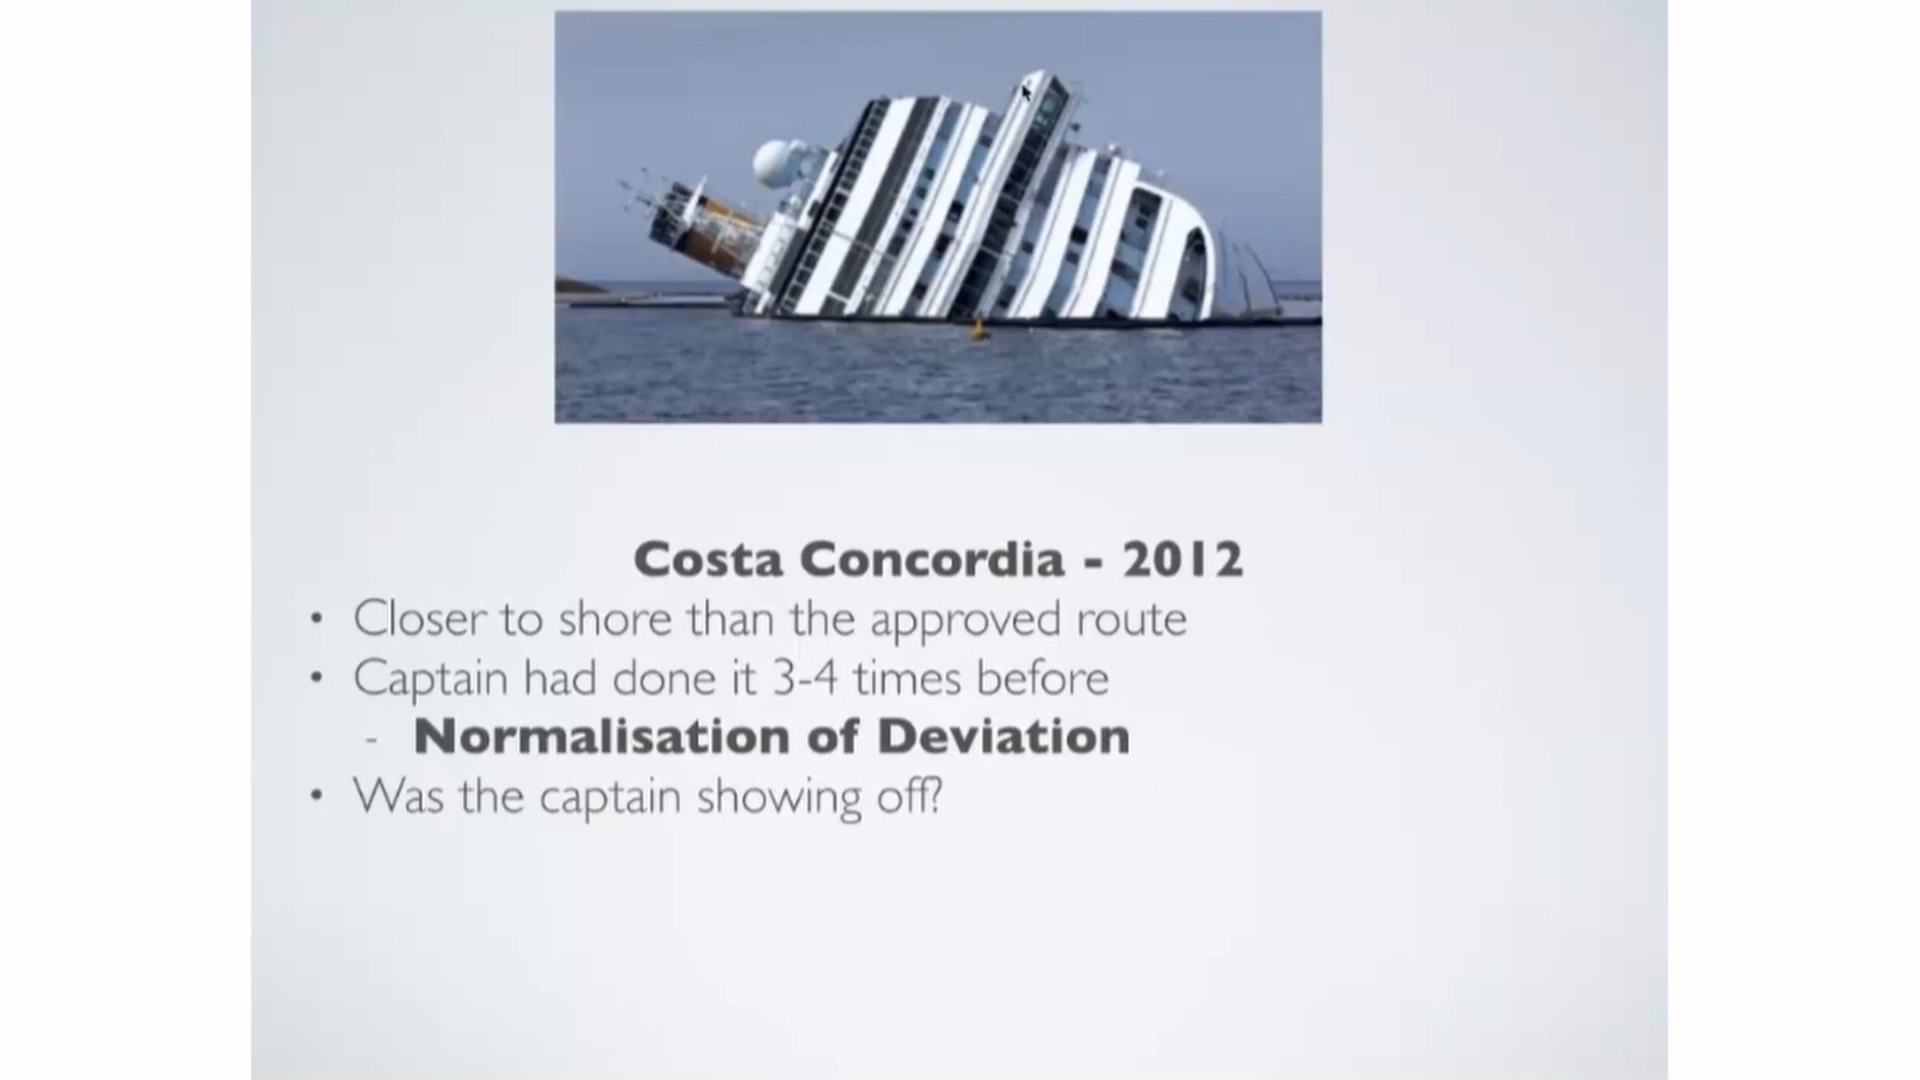 Costa Concordia - 2012
• Closer to shore than the approved route
• Captain had done it 3-4 times before
- Normalisation of Deviation
• Was the captain showing off?